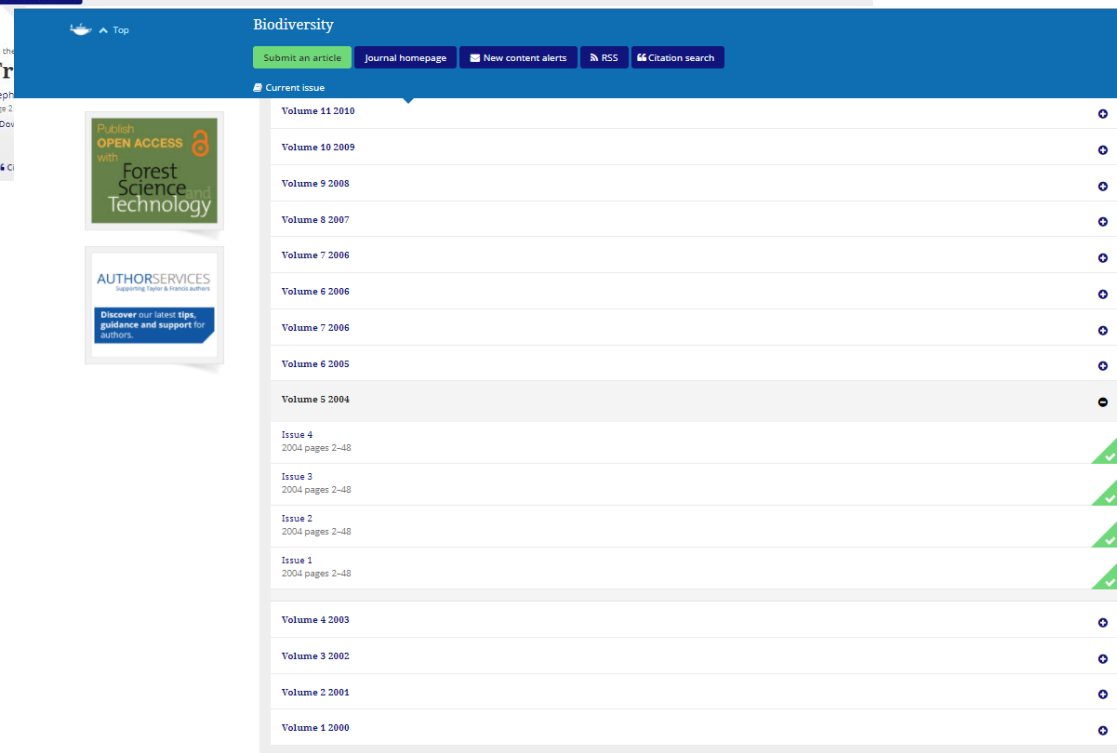 Top
Biodiversity
Submit an article
Journal homepage
New content alerts
RSS
Citation search
Current issue
Publish
OPEN ACCESS
with
Forest
Science and
Technology
AUTHORSERVICES
Supporting Taylor & Francis authors
Discover our latest tips,
guidance and support for
authors.
Volume 11 2010
Volume 10 2009
Volume 9 2008
Volume 8 2007
Volume 7 2006
Volume 6 2006
Volume 7 2006
Volume 6 2005
Volume 5 2004
Issue 4
2004 pages 2–48
Issue 3
2004 pages 2–48
Issue 2
2004 pages 2–48
Issue 1
2004 pages 2–48
Volume 4 2003
Volume 3 2002
Volume 2 2001
Volume 1 2000